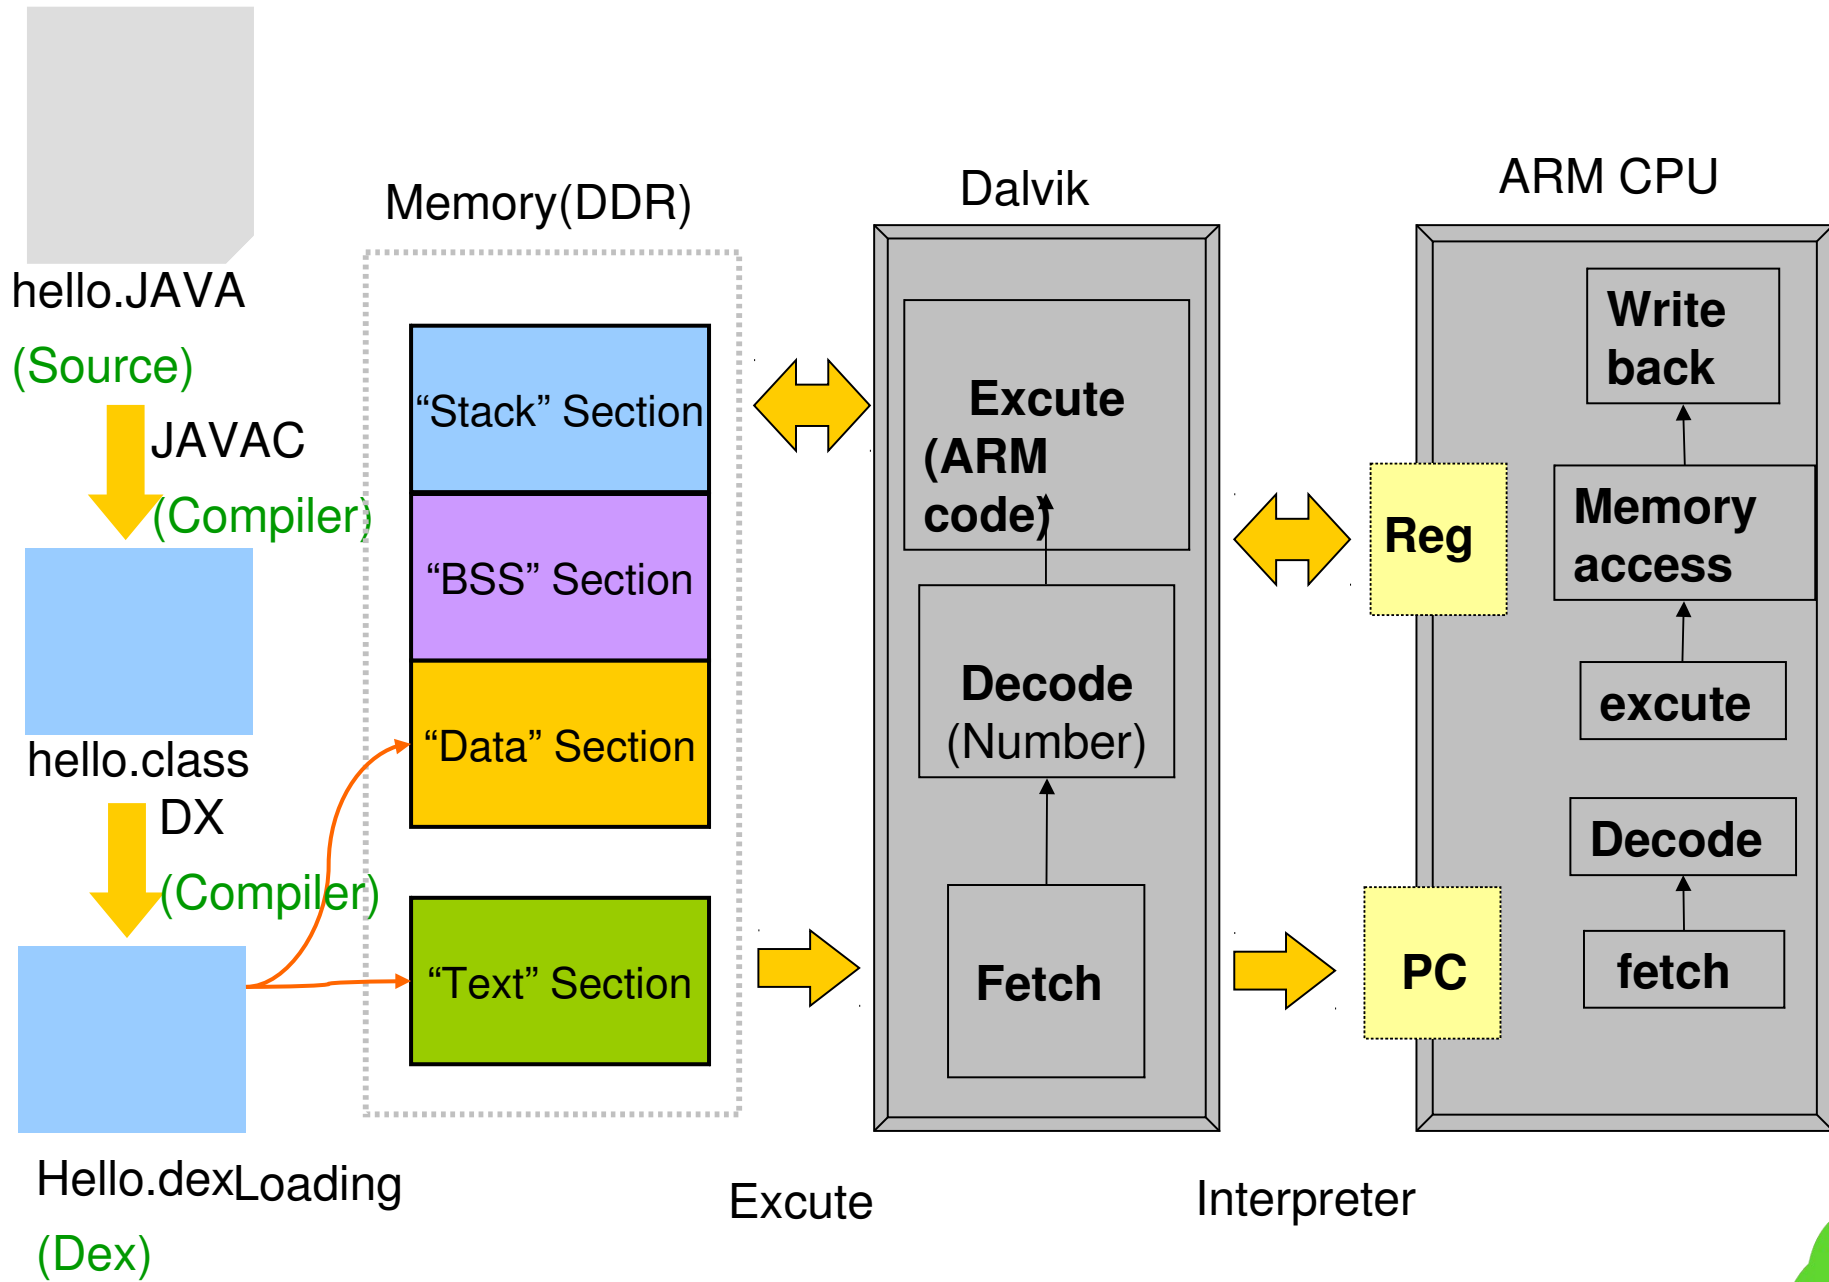 hello.JAVA
(Source)
JAVAC
(Compiler)
hello.class
DX
(Compiler)
Hello.dex
(Dex)
Loading
Memory(DDR)
“Stack” Section
“BSS” Section
“Data” Section
“Text” Section
Excute
Dalvik
Excute
(ARM
code)
Decode
(Number)
Fetch
Interpreter
ARM CPU
Reg
PC
Write
back
Memory
access
excute
Decode
fetch